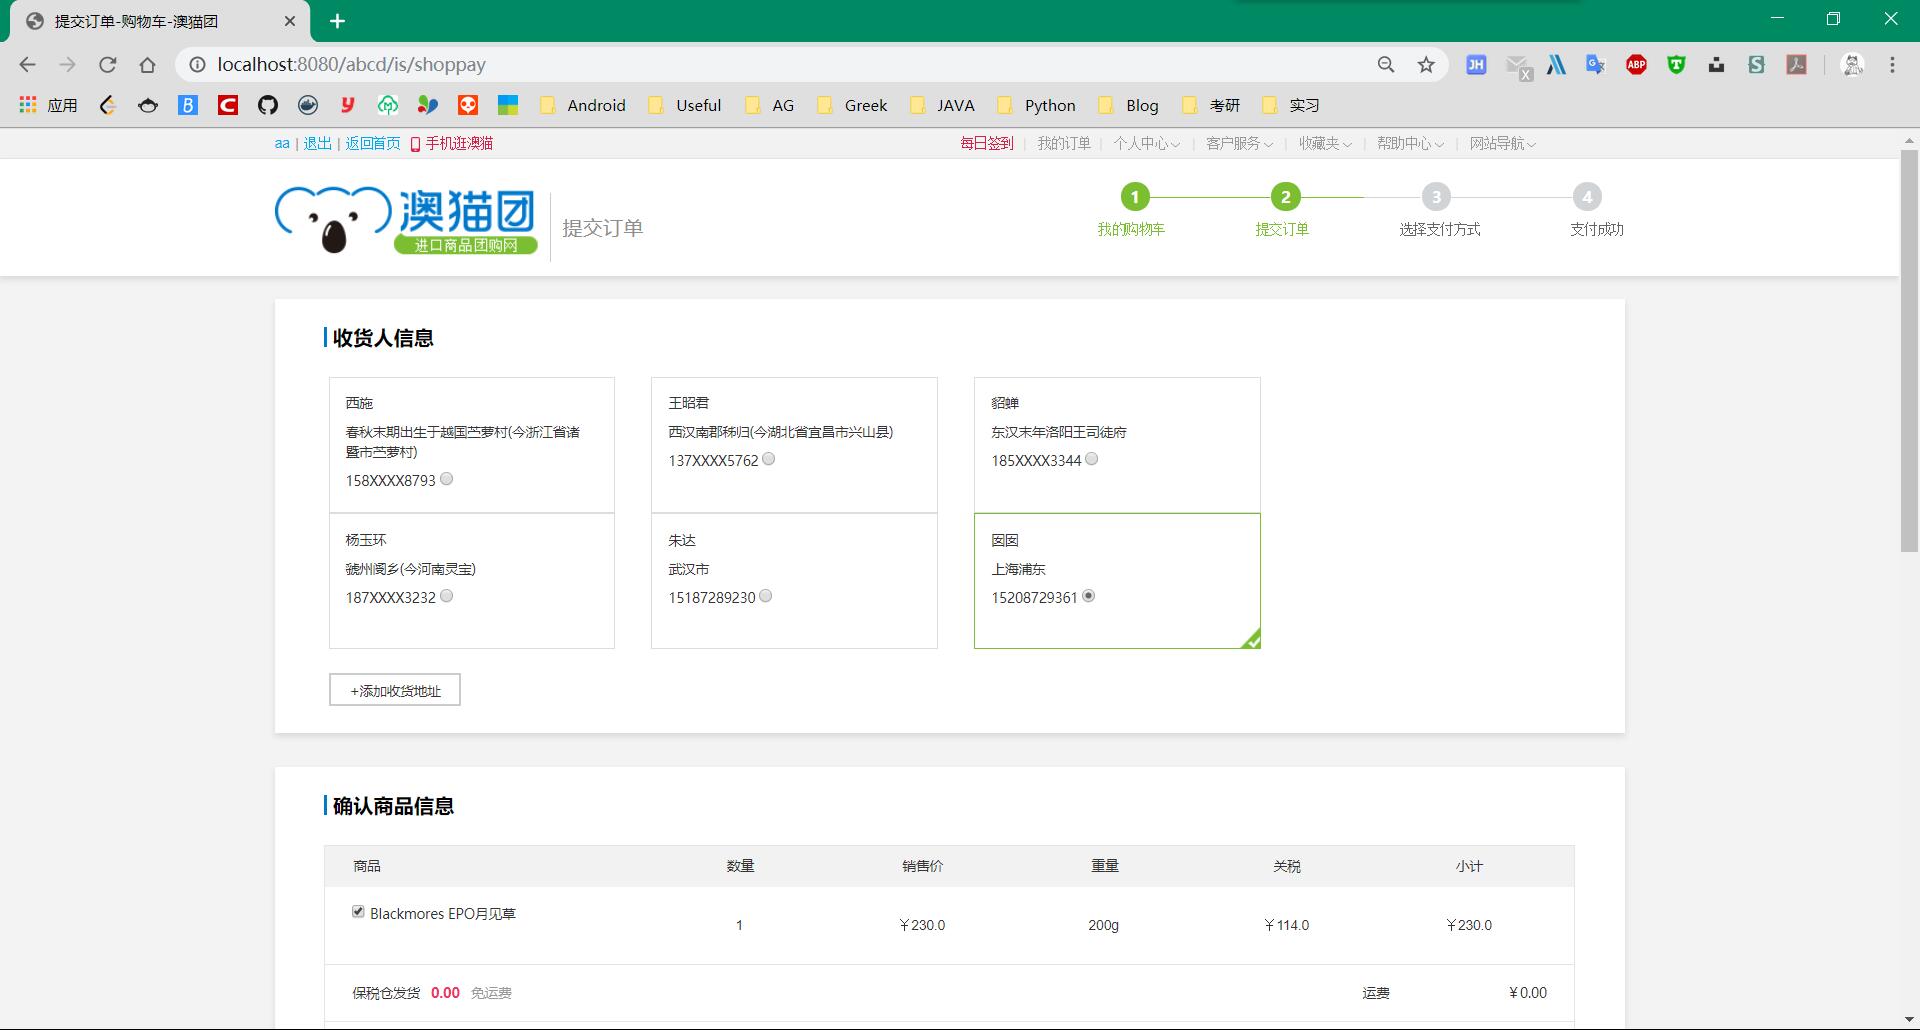 提交订单-购物车-澳猫团
localhost:8080/abcd/is/shoppay
应用 Android Useful AG Greek JAVA Python Blog 考研 实习
aa | 退出 | 返回首页 手机逛澳猫
每日签到 | 我的订单 | 个人中心 | 客户服务 | 收藏夹 | 帮助中心 | 网站导航
澳猫团
进口商品团购网
提交订单
1 2 3 4
我的购物车 提交订单 选择支付方式 支付成功
收货人信息
西施
春秋末期出生于越国苎萝村(今浙江省诸
暨市苎萝村)
158XXXX8793
王昭君
西汉南郡秭归(今湖北省宜昌市兴山县)
137XXXX5762
貂蝉
东汉末年洛阳王司徒府
185XXXX3344
杨玉环
虢州阌乡(今河南灵宝)
187XXXX3232
朱达
武汉市
15187289230
囡囡
上海浦东
15208729361
+添加收货地址
确认商品信息
商品 数量 销售价 重量 关税 小计
Blackmores EPO月见草 1 ￥230.0 200g ￥114.0 ￥230.0
保税仓发货 0.00 免运费 运费 ￥0.00